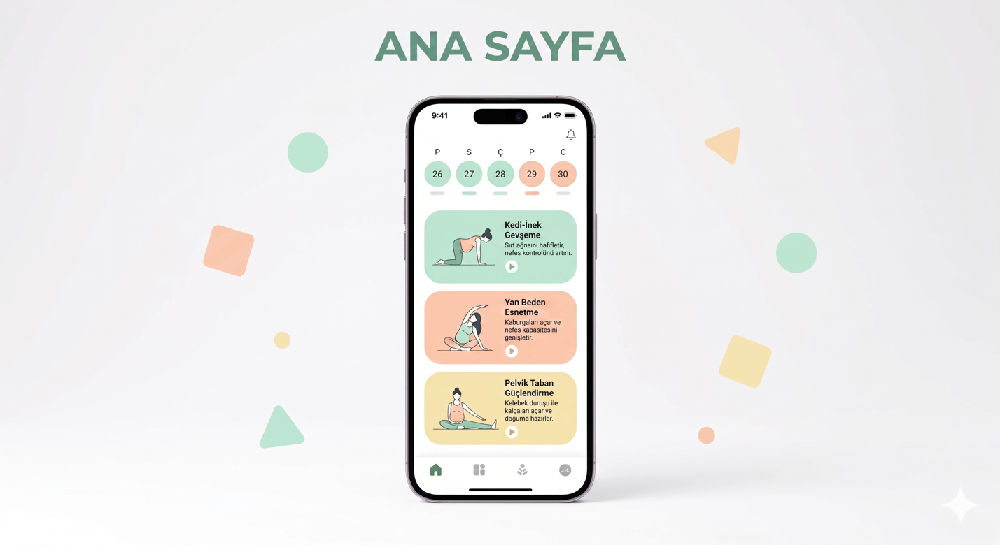 ANA SAYFA
9:41
P S Ç P C
26 27 28 29 30
Kedi-İnek
Gevşeme
Sırt ağrısını hafifletir,
nefes kontrolünü artırır.
Yan Beden
Esnetme
Kaburgaları açar ve
nefes kapasitesini
genişletir.
Pelvik Taban
Güçlendirme
Kelebek duruşu ile
kalçaları açar ve
doğuma hazırlar.